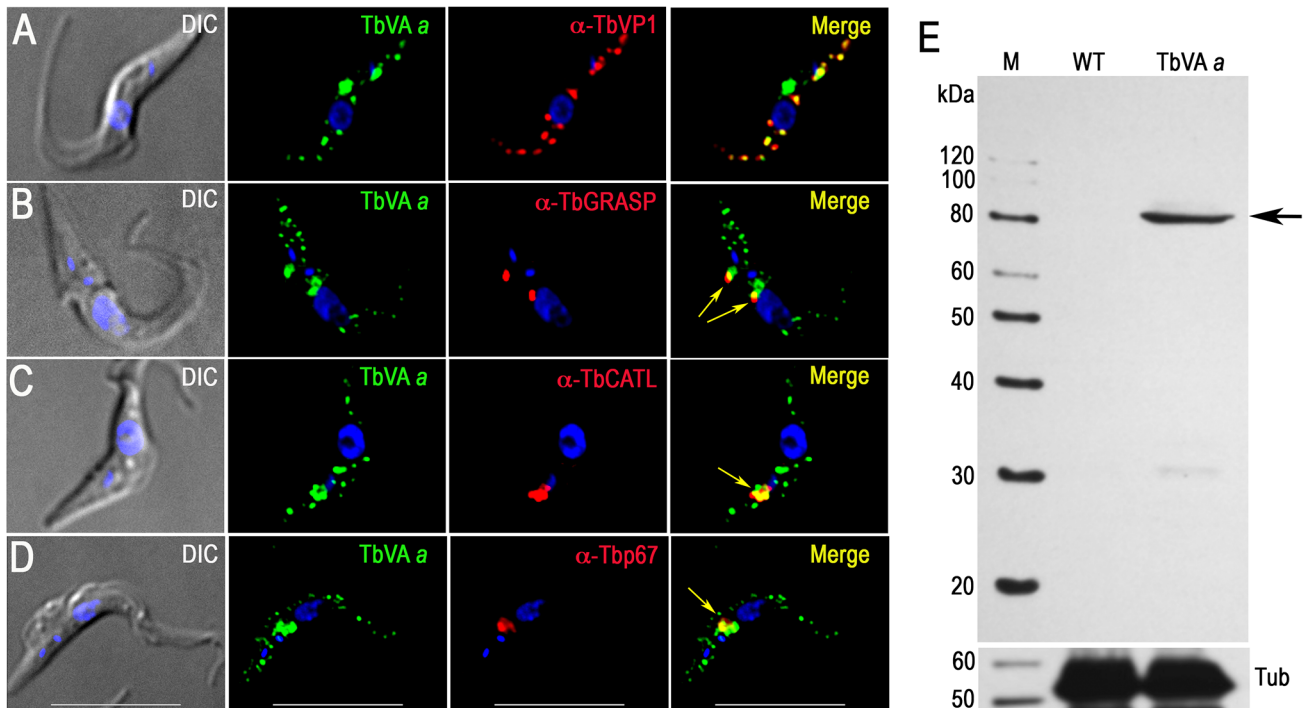 A DIC TbVA a α-TbVP1 Merge
B DIC TbVA a α-TbGRASP Merge
C DIC TbVA a α-TbCATL Merge
D DIC TbVA a α-Tbp67 Merge
E
M WT TbVA a
kDa
120
100
80
60
50
40
30
20
60
50
Tub